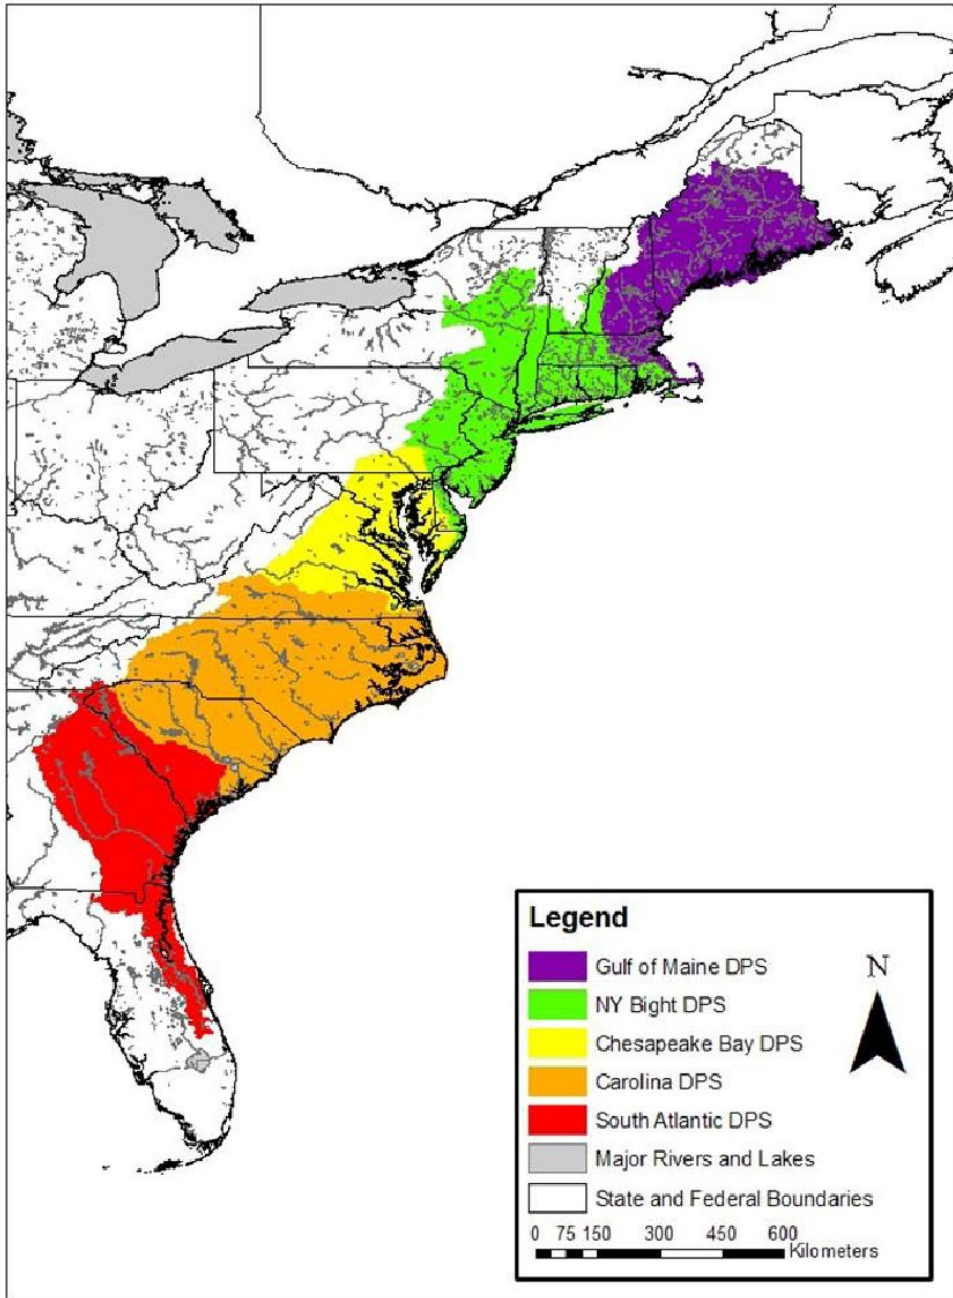 Legend
Gulf of Maine DPS
N
NY Bight DPS
Chesapeake Bay DPS
Carolina DPS
South Atlantic DPS
Major Rivers and Lakes
State and Federal Boundaries
0 75 150 300 450 600
Kilometers